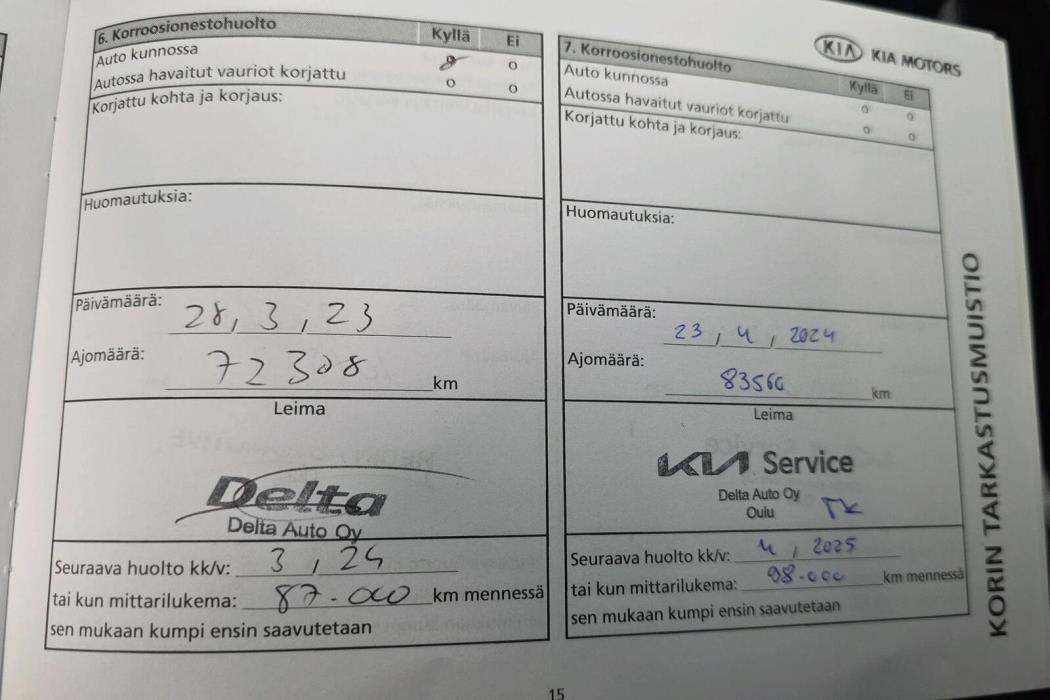 6. Korroosionestohuolto Kyllä Ei
Auto kunnossa o
Autossa havaitut vauriot korjattu o o
Korjattu kohta ja korjaus:
Huomautuksia:
Päivämäärä: 28, 3, 23
Ajomäärä: 72308 km
Leima
Delta
Delta Auto Oy
Seuraava huolto kk/v: 3, 24
tai kun mittarilukema: 87.000 km mennessä
sen mukaan kumpi ensin saavutetaan
KIA KIA MOTORS
7. Korroosionestohuolto Kyllä Ei
Auto kunnossa o o
Autossa havaitut vauriot korjattu o o
Korjattu kohta ja korjaus:
Huomautuksia:
Päivämäärä: 23, 4, 2024
Ajomäärä: km
Leima
KIA Service
Delta Auto Oy
Oulu TK
Seuraava huolto kk/v: 4, 2025
tai kun mittarilukema: 98.000 km mennessä
sen mukaan kumpi ensin saavutetaan
KORIN TARKASTUSMUISTIO
15